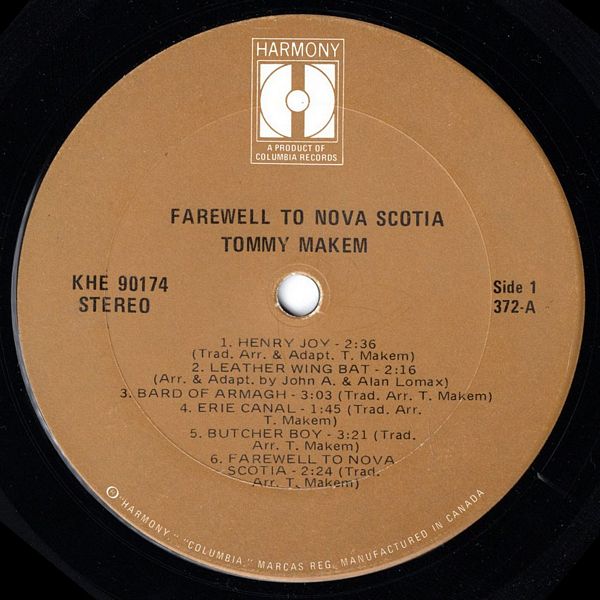 HARMONY
A PRODUCT OF
COLUMBIA RECORDS
FAREWELL TO NOVA SCOTIA
TOMMY MAKEM
KHE 90174
STEREO
Side 1
372-A
1. HENRY JOY - 2:36
(Trad. Arr. & Adapt. T. Makem)
2. LEATHER WING BAT - 2:16
(Arr. & Adapt. by John A. & Alan Lomax)
3. BARD OF ARMAGH - 3:03 (Trad. Arr. T. Makem)
4. ERIE CANAL - 1:45 (Trad. Arr.
T. Makem)
5. BUTCHER BOY - 3:21 (Trad.
Arr. T. Makem)
6. FAREWELL TO NOVA
SCOTIA - 2:24 (Trad.
Arr. T. Makem)
© "HARMONY," "COLUMBIA," MARCAS REG. MANUFACTURED IN CANADA